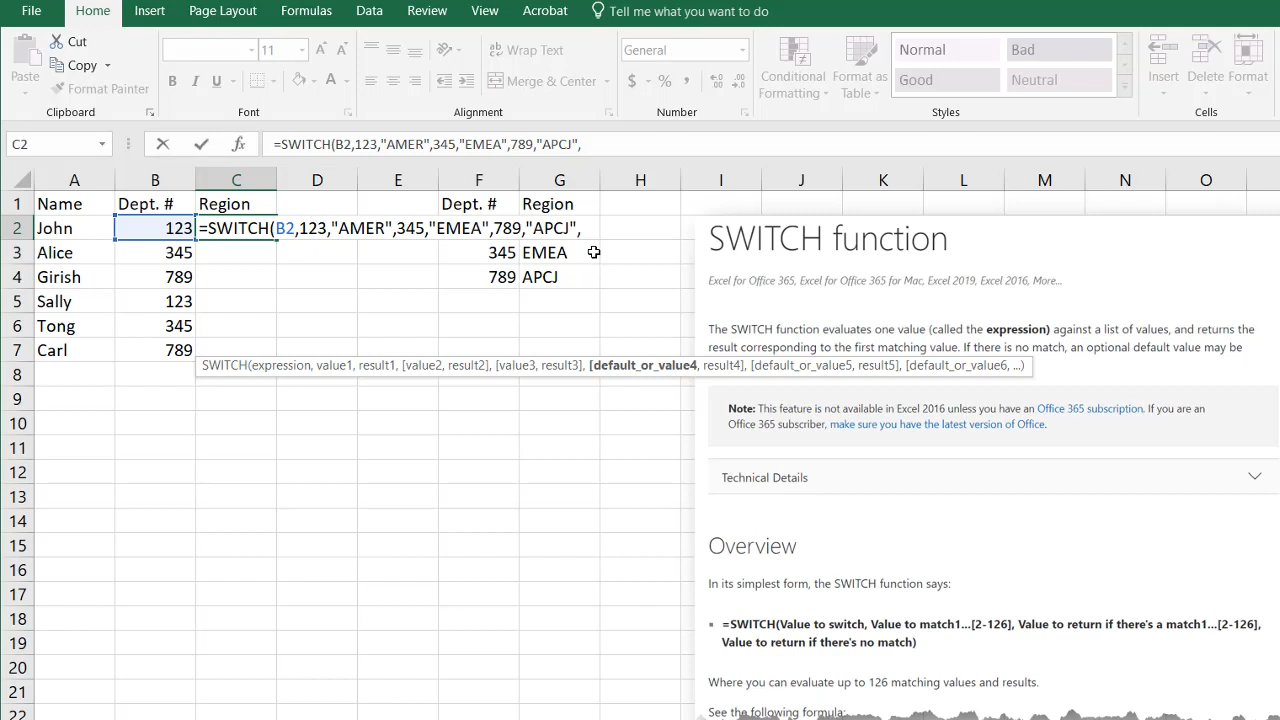 File Home Insert Page Layout Formulas Data Review View Acrobat Tell me what you want to do
Paste
Cut
Copy
Format Painter
Clipboard
11 A A
B I U A
Font
ab Wrap Text
Merge & Center
Alignment
General
$ % ,
Number
Conditional Formatting
Format as Table
Normal Bad
Good Neutral
Styles
Insert Delete Format
Cells
C2 fx =SWITCH(B2,123,"AMER",345,"EMEA",789,"APCJ",
A B C D E F G H I J K L M N O
1 Name Dept. # Region Dept. # Region
2 John 123 =SWITCH(B2,123,"AMER",345,"EMEA",789,"APCJ",
3 Alice 345 345 EMEA
4 Girish 789 789 APCJ
5 Sally 123
6 Tong 345
7 Carl 789
SWITCH(expression, value1, result1, [value2, result2], [value3, result3], [default_or_value4, result4], [default_or_value5, result5], [default_or_value6, ...)
8
9
10
11
12
13
14
15
16
17
18
19
20
21
22
SWITCH function
Excel for Office 365, Excel for Office 365 for Mac, Excel 2019, Excel 2016, More...
The SWITCH function evaluates one value (called the expression) against a list of values, and returns the
result corresponding to the first matching value. If there is no match, an optional default value may be
Note: This feature is not available in Excel 2016 unless you have an Office 365 subscription. If you are an
Office 365 subscriber, make sure you have the latest version of Office.
Technical Details
Overview
In its simplest form, the SWITCH function says:
▪ =SWITCH(Value to switch, Value to match1...[2-126], Value to return if there's a match1...[2-126],
Value to return if there's no match)
Where you can evaluate up to 126 matching values and results.
See the following formula: